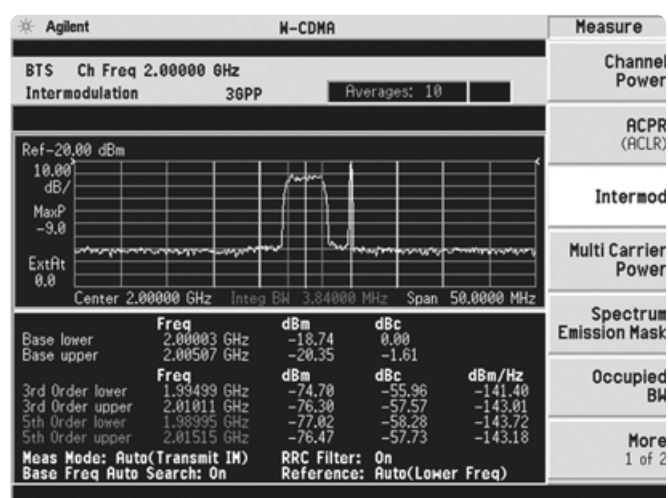 Agilent W-CDMA Measure
BTS Ch Freq 2.00000 GHz
Intermodulation 3GPP Averages: 10
Channel
Power
ACPR
(ACLR)
Intermod
Multi Carrier
Power
Spectrum
Emission Mask
Occupied
BW
More
1 of 2
Ref-20.00 dBm
10.00
dB/
MaxP
-9.0
ExtAt
0.0
Center 2.00000 GHz Integ BW 3.84000 MHz Span 50.0000 MHz
Freq dBm dBc
Base lower 2.00003 GHz -18.74 0.00
Base upper 2.00507 GHz -20.35 -1.61
Freq dBm dBc dBm/Hz
3rd Order lower 1.99499 GHz -74.70 -55.96 -141.40
3rd Order upper 2.01011 GHz -76.30 -57.57 -143.01
5th Order lower 1.98995 GHz -77.02 -58.28 -143.72
5th Order upper 2.01515 GHz -76.47 -57.73 -143.18
Meas Mode: Auto(Transmit IM) RRC Filter: On
Base Freq Auto Search: On Reference: Auto(Lower Freq)